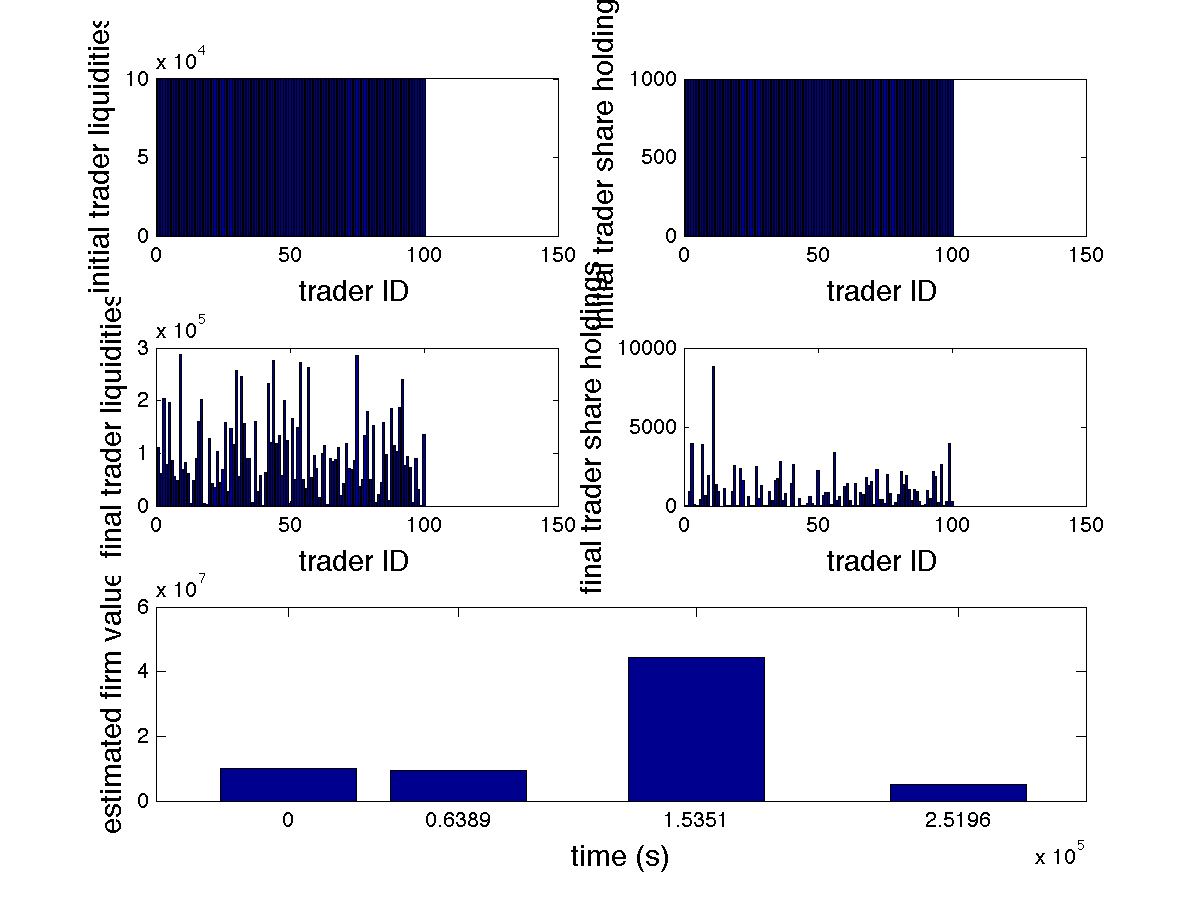 x 10^4
10
5
0
0 50 100 150
trader ID
initial trader liquidities
1000
500
0
0 50 100 150
trader ID
initial trader share holding
x 10^5
3
2
1
0
0 50 100 150
trader ID
final trader liquidities
10000
5000
0
0 50 100 150
trader ID
final trader share holdings
x 10^7
6
4
2
0
0 0.6389 1.5351 2.5196
x 10^5
time (s)
estimated firm value